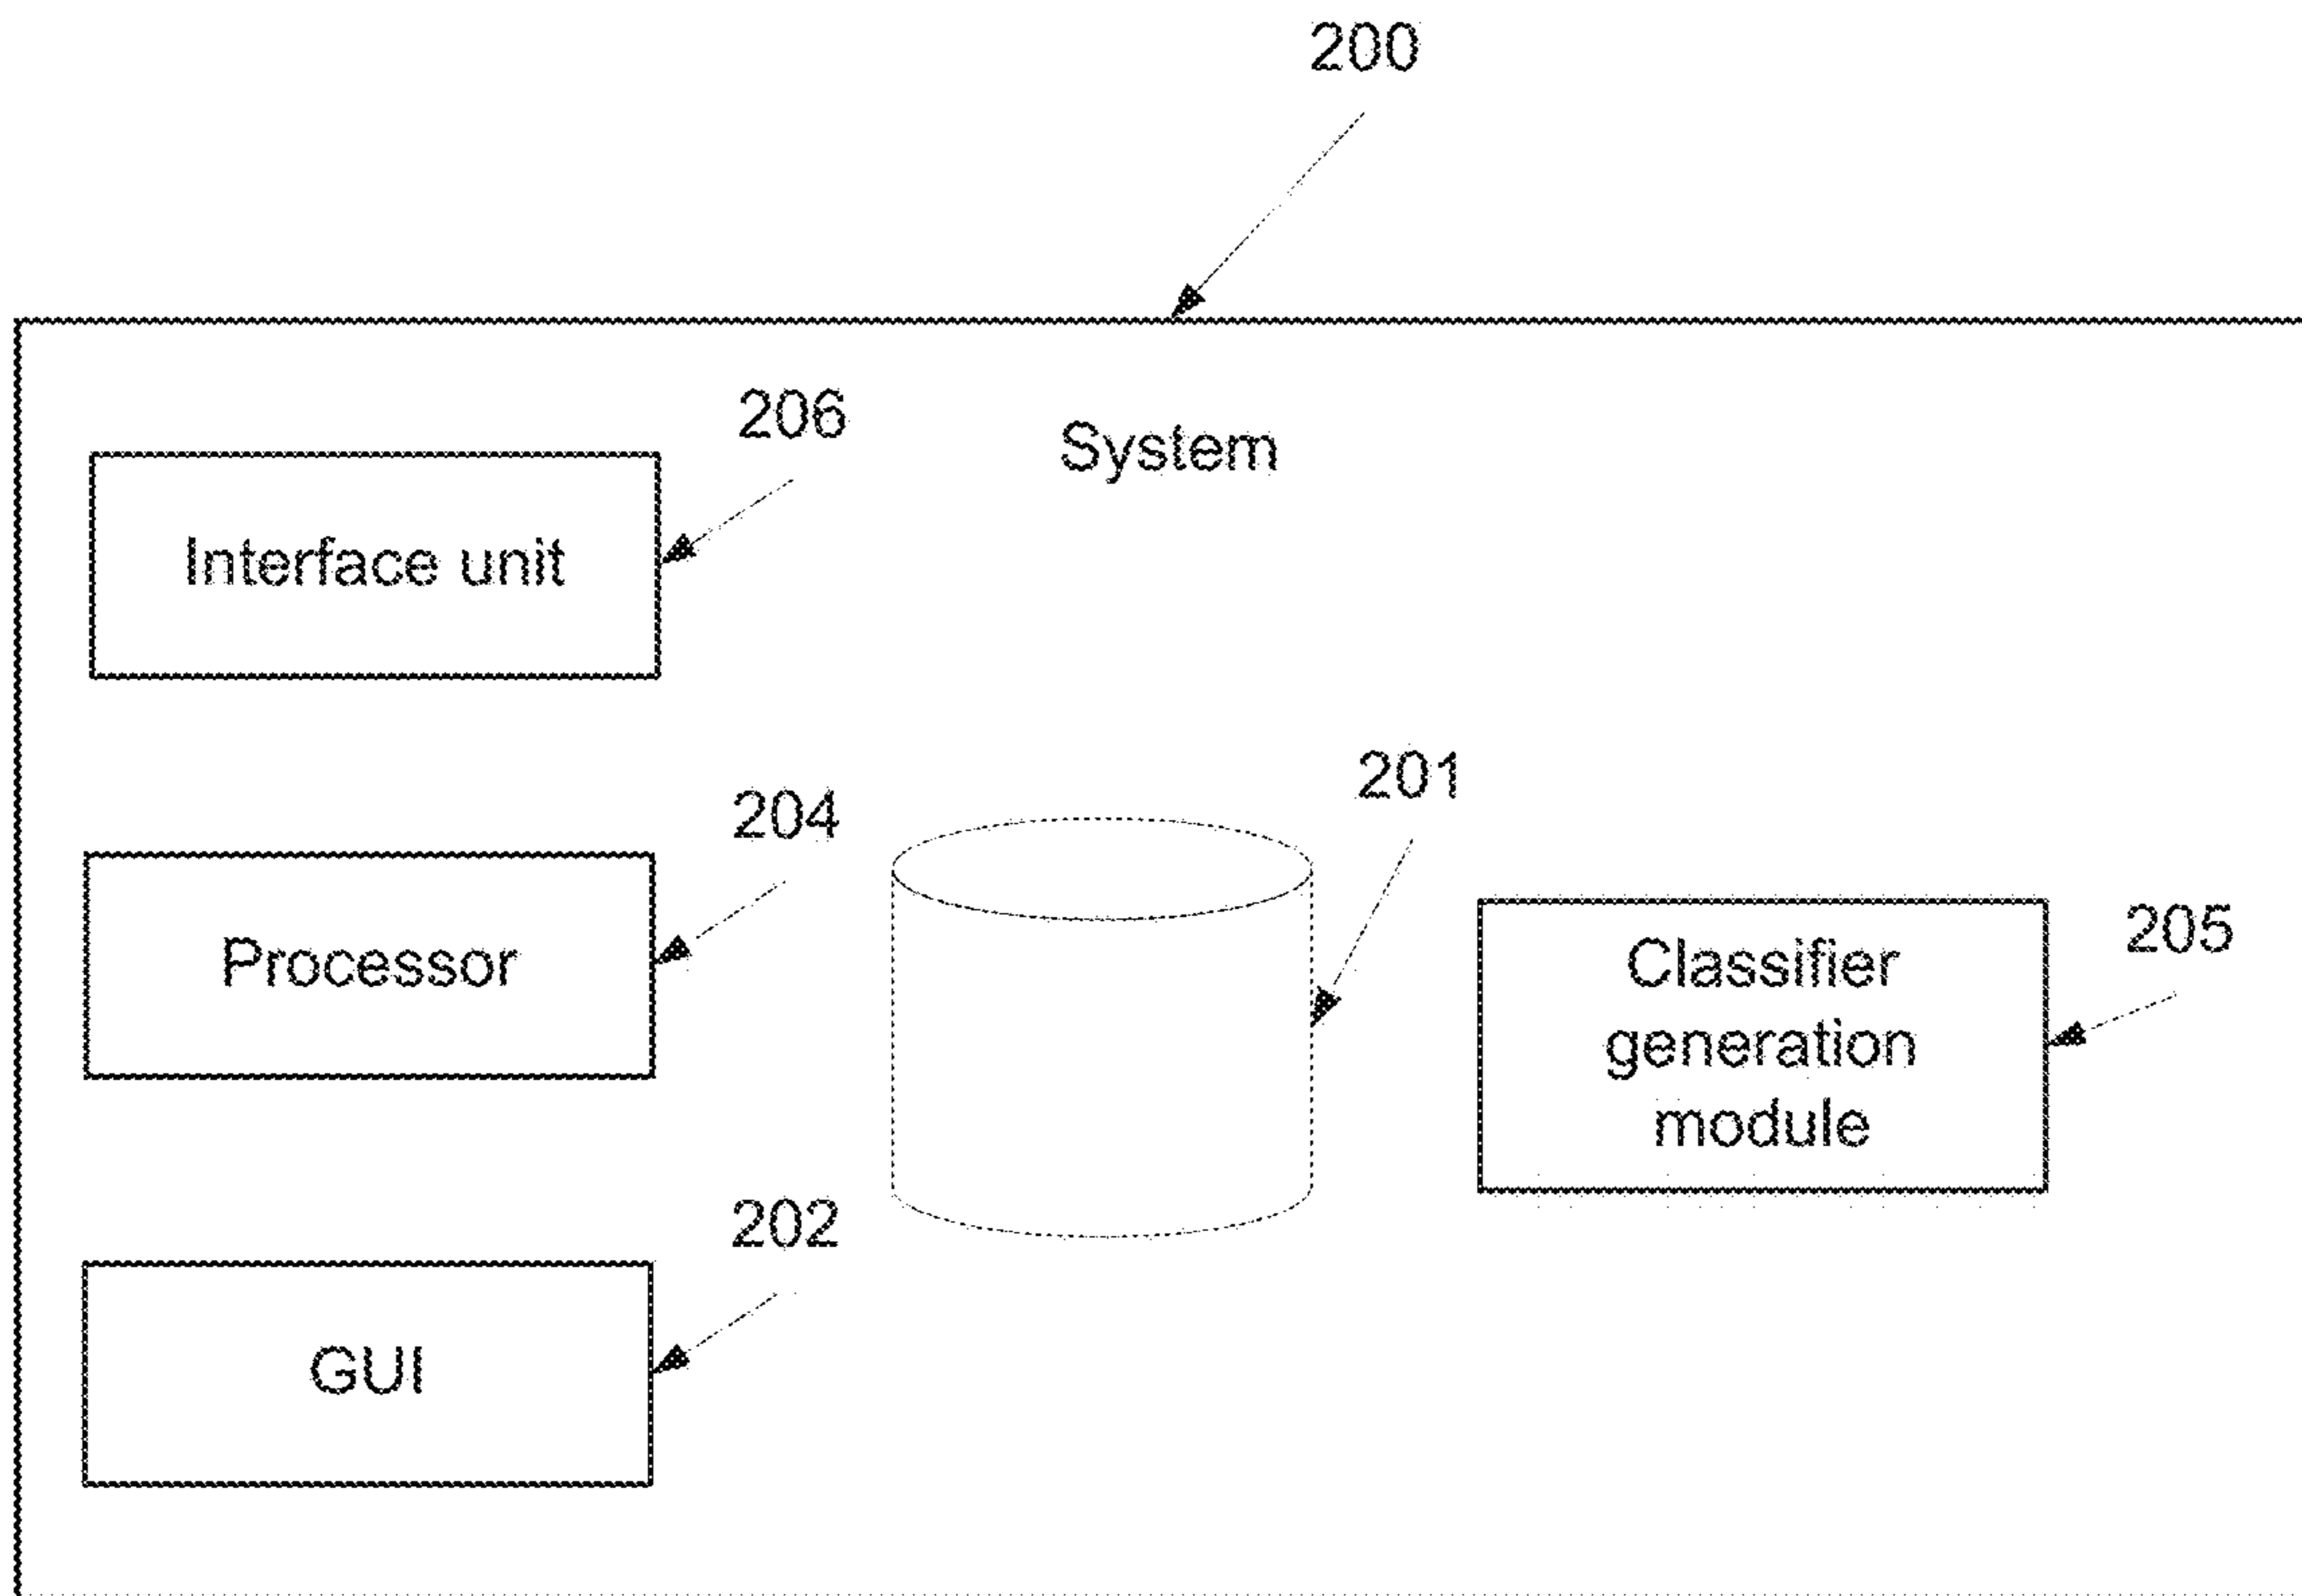 200
206
System
Interface unit
201
204
Processor
205
Classifier
generation
module
202
GUI